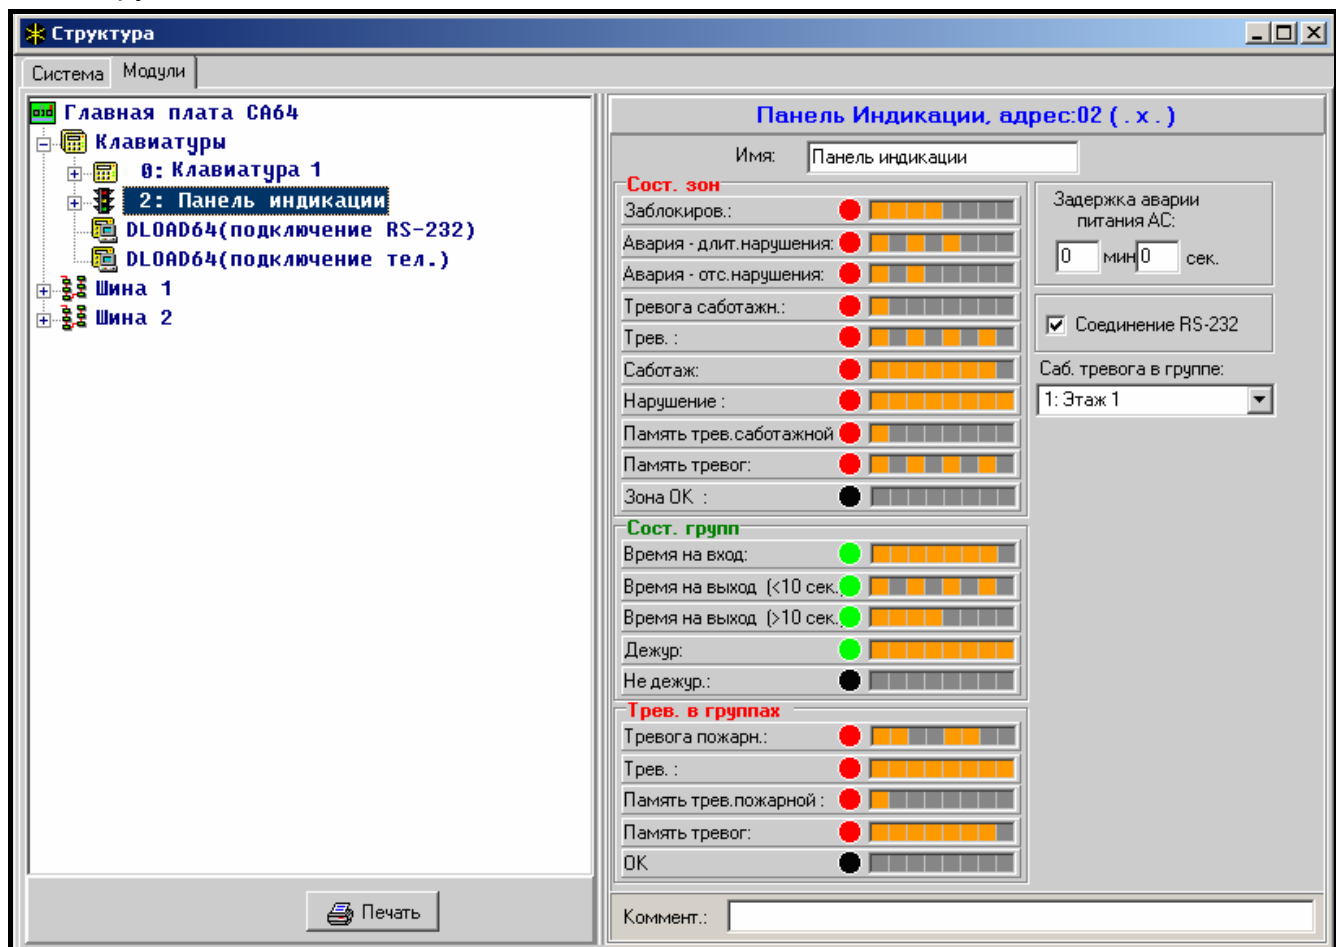 Структура
Система Модули
Главная плата CA64
Клавиатуры
0: Клавиатура 1
2: Панель индикации
DLOAD64(подключение RS-232)
DLOAD64(подключение тел.)
Шина 1
Шина 2
Печать
Панель Индикации, адрес:02 ( . x . )
Имя: Панель индикации
Сост. зон
Заблокиров.:
Авария - длит.нарушения:
Авария - отс.нарушения:
Тревога саботажн.:
Трев. :
Саботаж:
Нарушение :
Память трев.саботажной
Память тревог:
Зона ОК :
Сост. групп
Время на вход:
Время на выход (<10 сек.
Время на выход (>10 сек.
Дежур:
Не дежур.:
Трев. в группах
Тревога пожарн.:
Трев. :
Память трев.пожарной :
Память тревог:
ОК
Задержка аварии
питания АС:
0 мин 0 сек.
Соединение RS-232
Саб. тревога в группе:
1: Этаж 1
Коммент.: